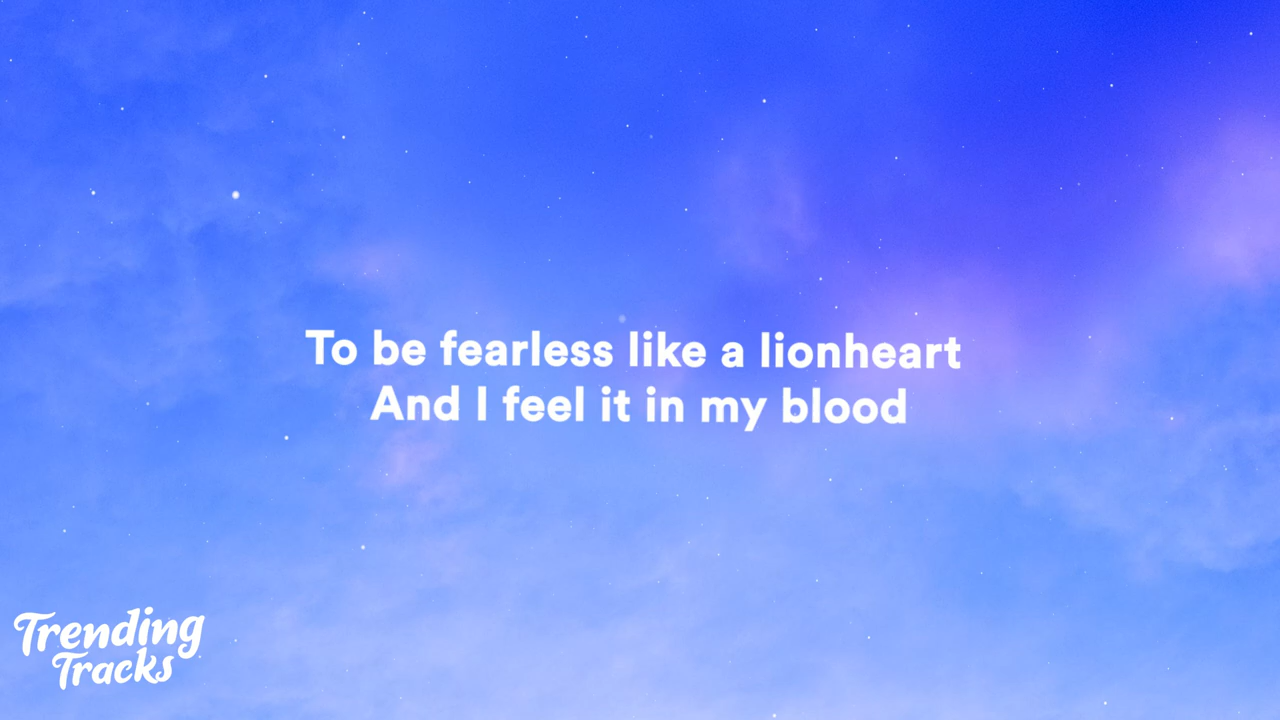 To be fearless like a lionheart
And I feel it in my blood
Trending
Tracks